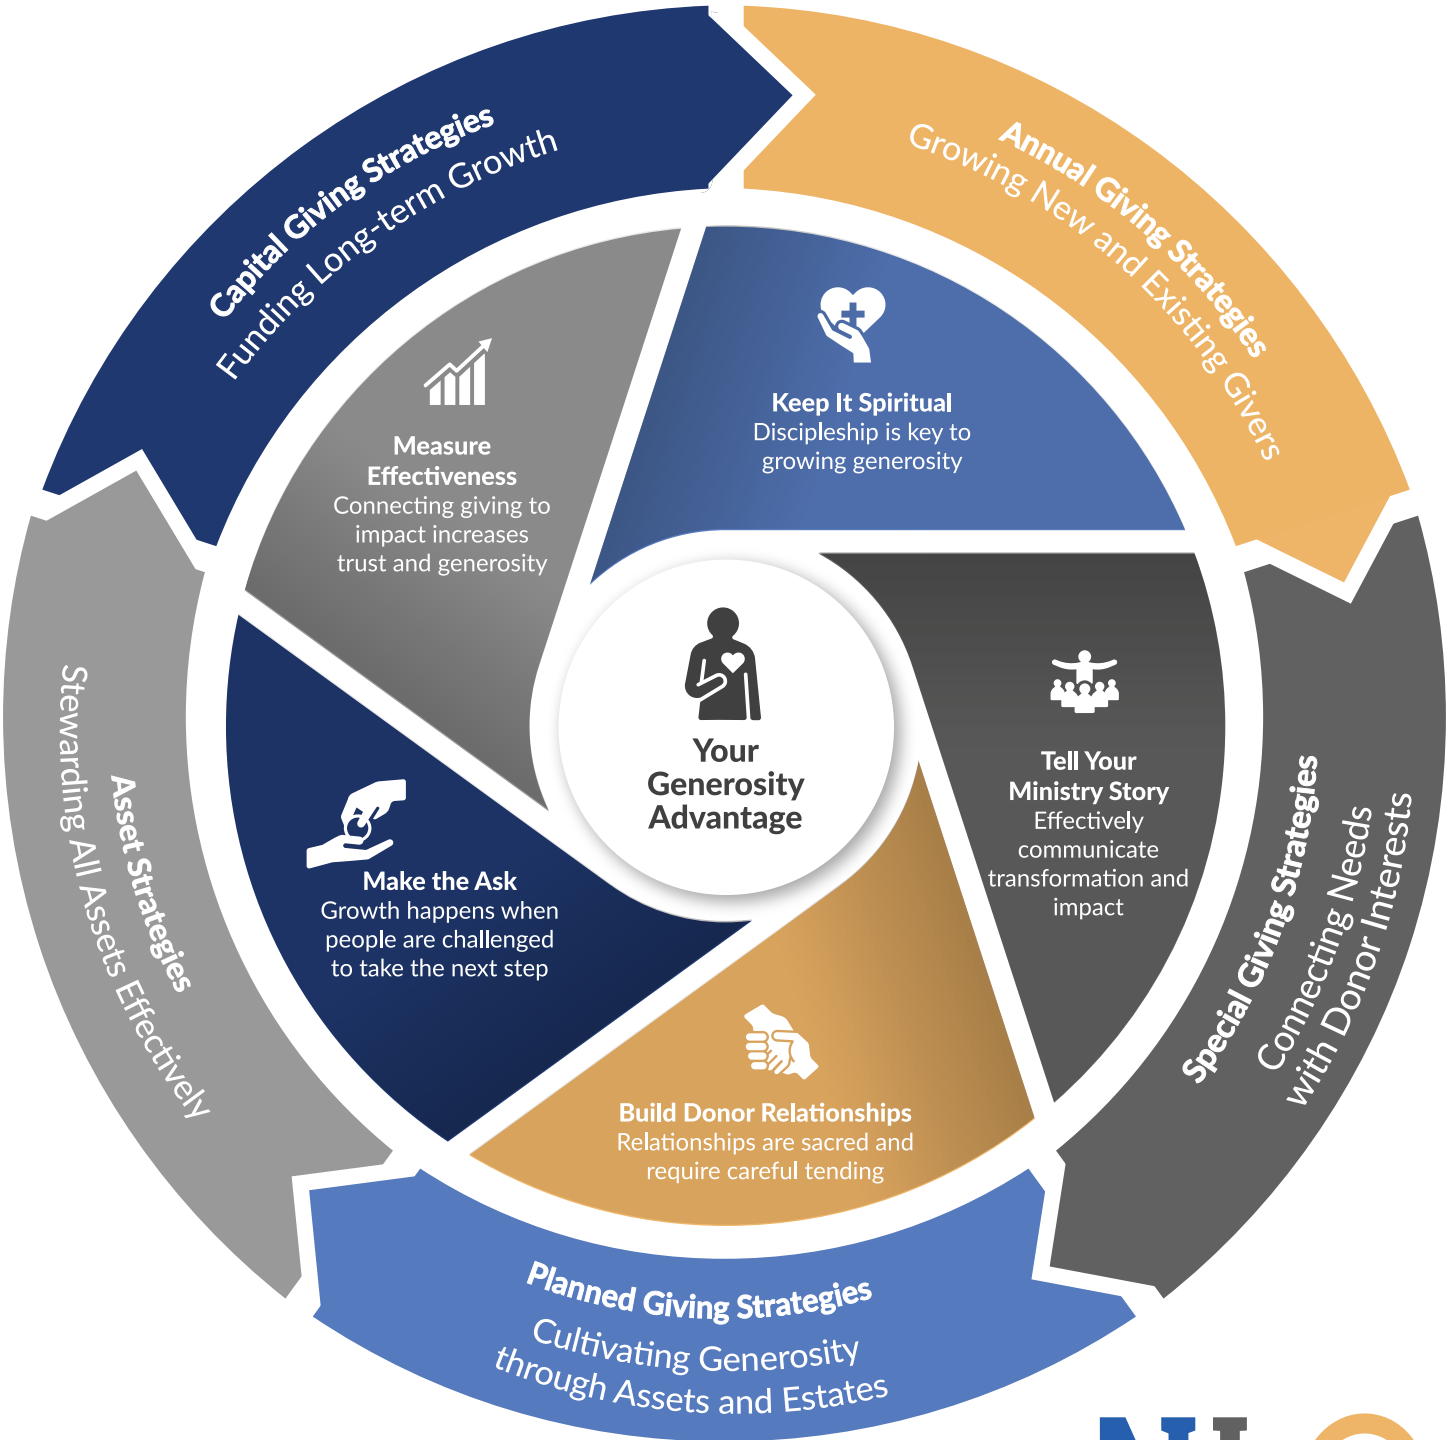 Capital Giving Strategies
Funding Long-term Growth
Annual Giving Strategies
Growing New and Existing Givers
Special Giving Strategies
Connecting Needs
with Donor Interests
Planned Giving Strategies
Cultivating Generosity
through Assets and Estates
Asset Strategies
Stewarding All Assets Effectively
Keep It Spiritual
Discipleship is key to
growing generosity
Tell Your
Ministry Story
Effectively
communicate
transformation and
impact
Build Donor Relationships
Relationships are sacred and
require careful tending
Make the Ask
Growth happens when
people are challenged
to take the next step
Measure
Effectiveness
Connecting giving to
impact increases
trust and generosity
Your
Generosity
Advantage